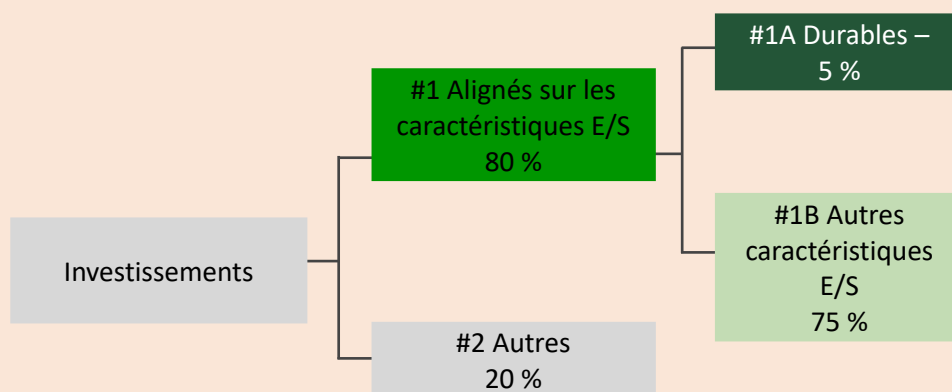 #1A Durables –
5 %
#1 Alignés sur les
caractéristiques E/S
80 %
#1B Autres
caractéristiques
E/S
75 %
Investissements
#2 Autres
20 %